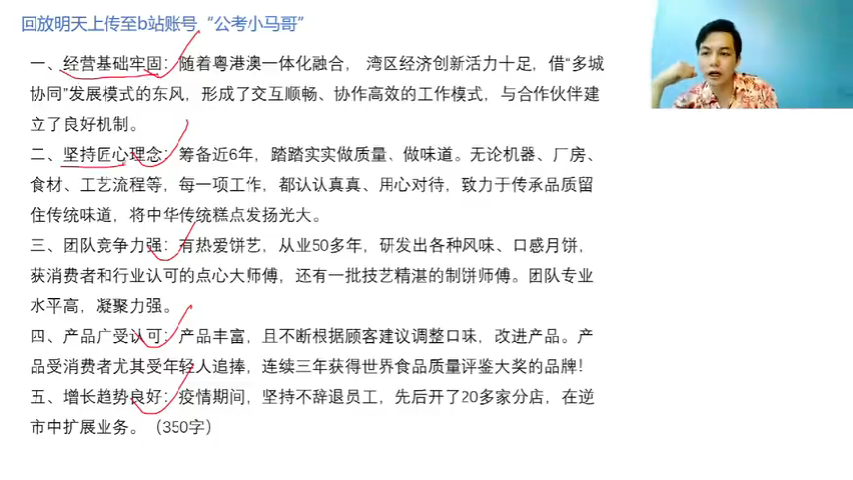 回放明天上传至b站账号“公考小马哥”
一、经营基础牢固：随着粤港澳一体化融合， 湾区经济创新活力十足，借“多城
协同”发展模式的东风，形成了交互顺畅、协作高效的工作模式，与合作伙伴建
立了良好机制。
二、坚持匠心理念：筹备近6年，踏踏实实做质量、做味道。无论机器、厂房、
食材、工艺流程等，每一项工作，都认认真真、用心对待，致力于传承品质留
住传统味道，将中华传统糕点发扬光大。
三、团队竞争力强：有热爱饼艺，从业50多年，研发出各种风味、口感月饼，
获消费者和行业认可的点心大师傅，还有一批技艺精湛的制饼师傅。团队专业
水平高，凝聚力强。
四、产品广受认可：产品丰富，且不断根据顾客建议调整口味，改进产品。产
品受消费者尤其受年轻人追捧，连续三年获得世界食品质量评鉴大奖的品牌！
五、增长趋势良好：疫情期间，坚持不辞退员工，先后开了20多家分店，在逆
市中扩展业务。（350字）